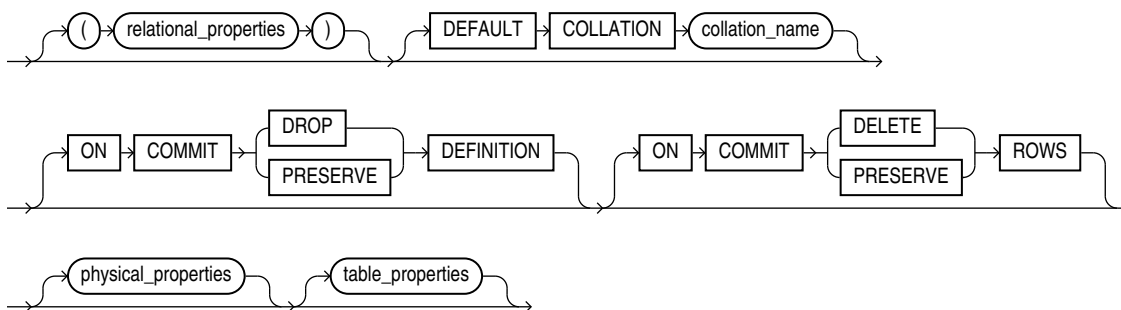 ( relational_properties ) DEFAULT COLLATION collation_name
DROP DELETE
ON COMMIT DEFINITION ON COMMIT ROWS
PRESERVE PRESERVE
physical_properties table_properties